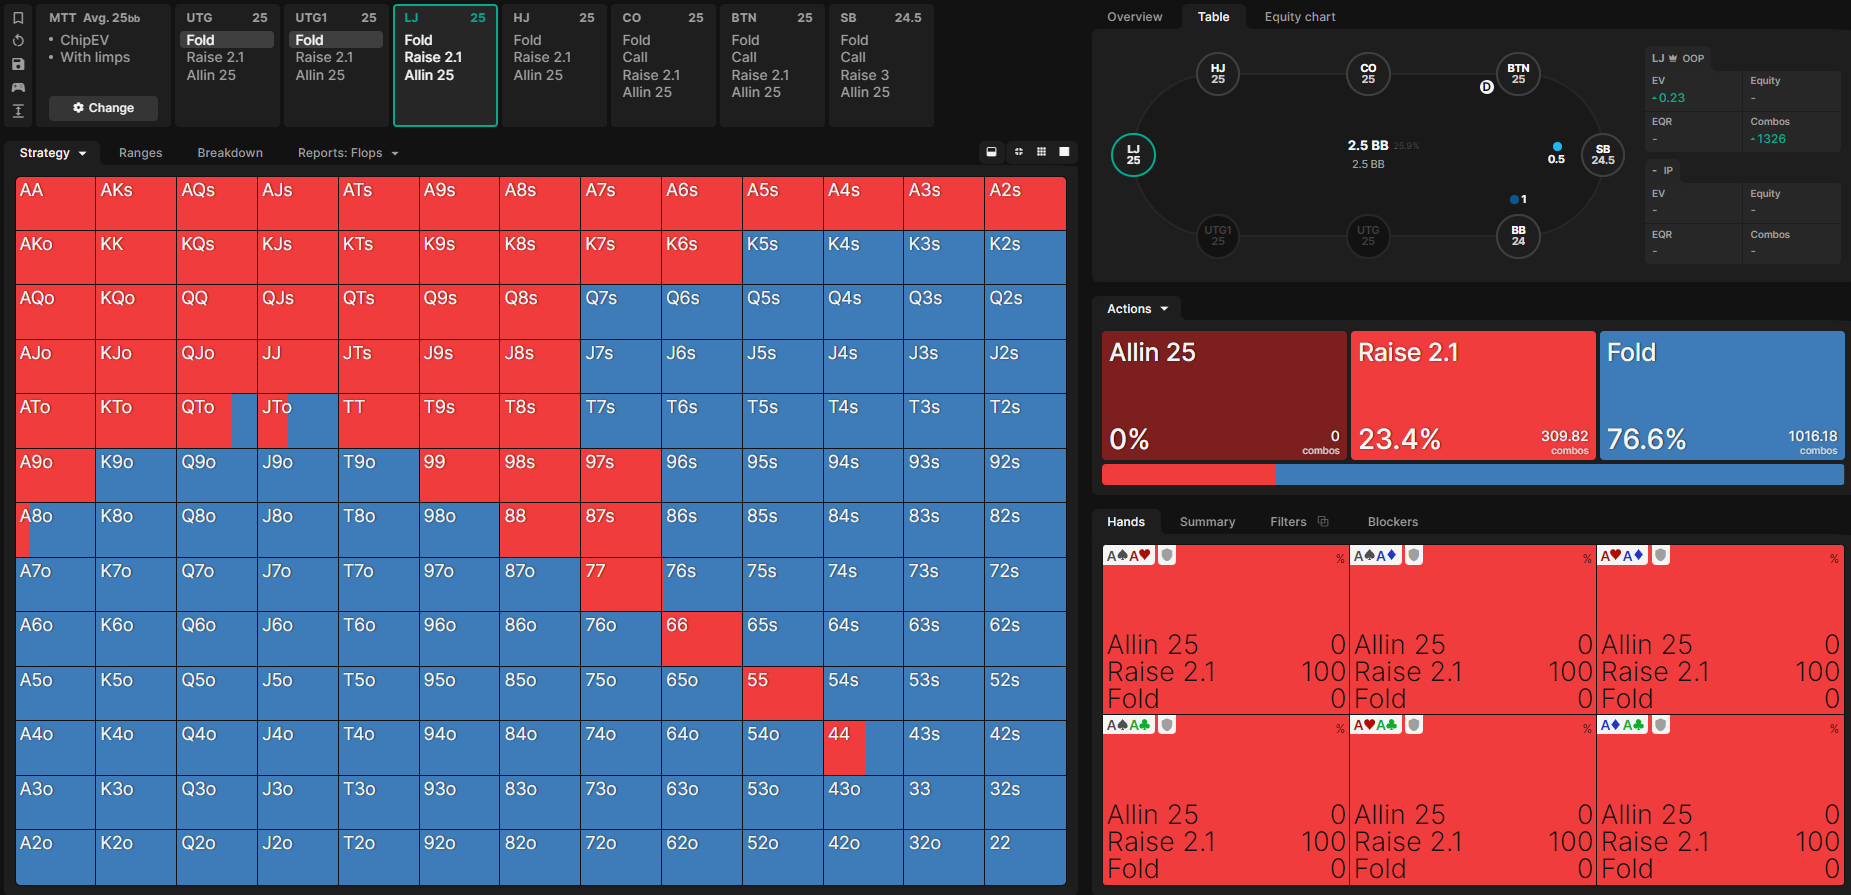 MTT Avg. 25bb
• ChipEV
• With limps
Change
UTG 25
Fold
Raise 2.1
Allin 25
UTG1 25
Fold
Raise 2.1
Allin 25
LJ 25
Fold
Raise 2.1
Allin 25
HJ 25
Fold
Raise 2.1
Allin 25
CO 25
Fold
Call
Raise 2.1
Allin 25
BTN 25
Fold
Call
Raise 2.1
Allin 25
SB 24.5
Fold
Call
Raise 3
Allin 25
Strategy Ranges Breakdown Reports: Flops
AA AKs AQs AJs ATs A9s A8s A7s A6s A5s A4s A3s A2s
AKo KK KQs KJs KTs K9s K8s K7s K6s K5s K4s K3s K2s
AQo KQo QQ QJs QTs Q9s Q8s Q7s Q6s Q5s Q4s Q3s Q2s
AJo KJo QJo JJ JTs J9s J8s J7s J6s J5s J4s J3s J2s
ATo KTo QTo JTo TT T9s T8s T7s T6s T5s T4s T3s T2s
A9o K9o Q9o J9o T9o 99 98s 97s 96s 95s 94s 93s 92s
A8o K8o Q8o J8o T8o 98o 88 87s 86s 85s 84s 83s 82s
A7o K7o Q7o J7o T7o 97o 87o 77 76s 75s 74s 73s 72s
A6o K6o Q6o J6o T6o 96o 86o 76o 66 65s 64s 63s 62s
A5o K5o Q5o J5o T5o 95o 85o 75o 65o 55 54s 53s 52s
A4o K4o Q4o J4o T4o 94o 84o 74o 64o 54o 44 43s 42s
A3o K3o Q3o J3o T3o 93o 83o 73o 63o 53o 43o 33 32s
A2o K2o Q2o J2o T2o 92o 82o 72o 62o 52o 42o 32o 22
Overview Table Equity chart
HJ
25
CO
25
BTN
25
D
LJ
25
2.5 BB 25.9%
2.5 BB
0.5
SB
24.5
1
UTG1
25
UTG
25
BB
24
LJ OOP
EV Equity
-0.23 -
EQR Combos
- -1326
- IP
EV Equity
- -
EQR Combos
- -
Actions
Allin 25
0%
0
combos
Raise 2.1
23.4%
309.82
combos
Fold
76.6%
1016.18
combos
Hands Summary Filters Blockers
A♠A♥ %
Allin 25 0
Raise 2.1 100
Fold 0
A♠A♦ %
Allin 25 0
Raise 2.1 100
Fold 0
A♥A♦ %
Allin 25 0
Raise 2.1 100
Fold 0
A♠A♣ %
Allin 25 0
Raise 2.1 100
Fold 0
A♥A♣ %
Allin 25 0
Raise 2.1 100
Fold 0
A♦A♣ %
Allin 25 0
Raise 2.1 100
Fold 0